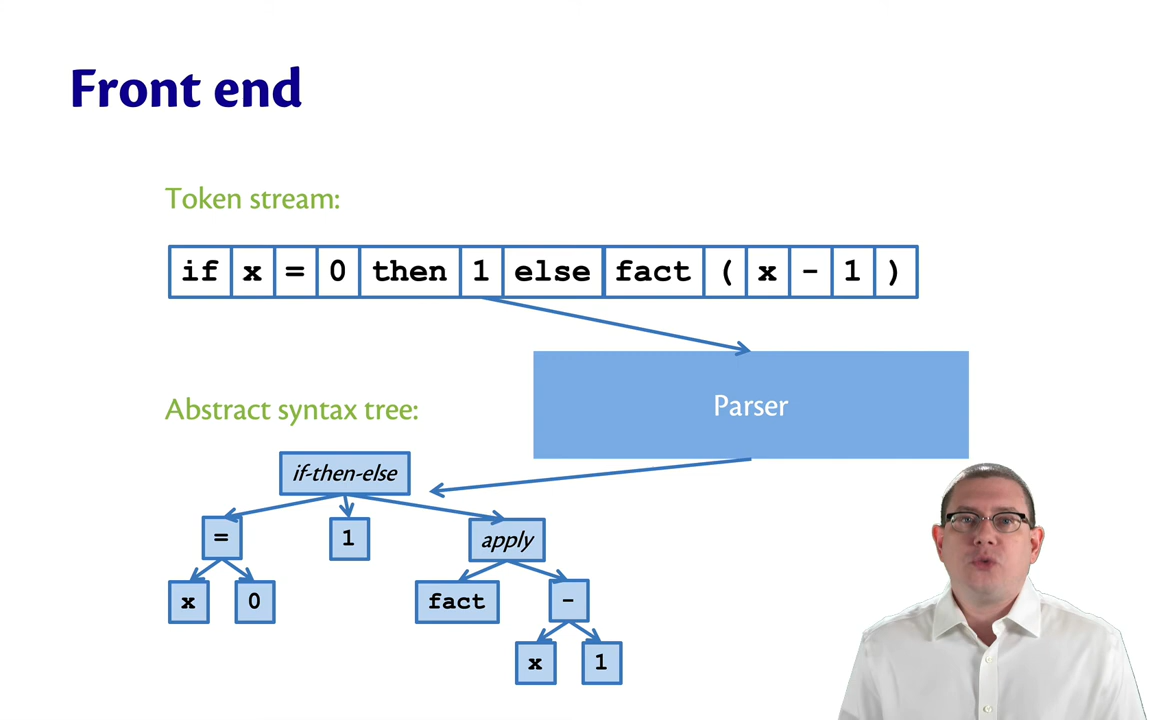 Front end
Token stream:
if x = 0 then 1 else fact ( x - 1 )
Parser
Abstract syntax tree:
if-then-else
= 1 apply
x 0 fact -
x 1